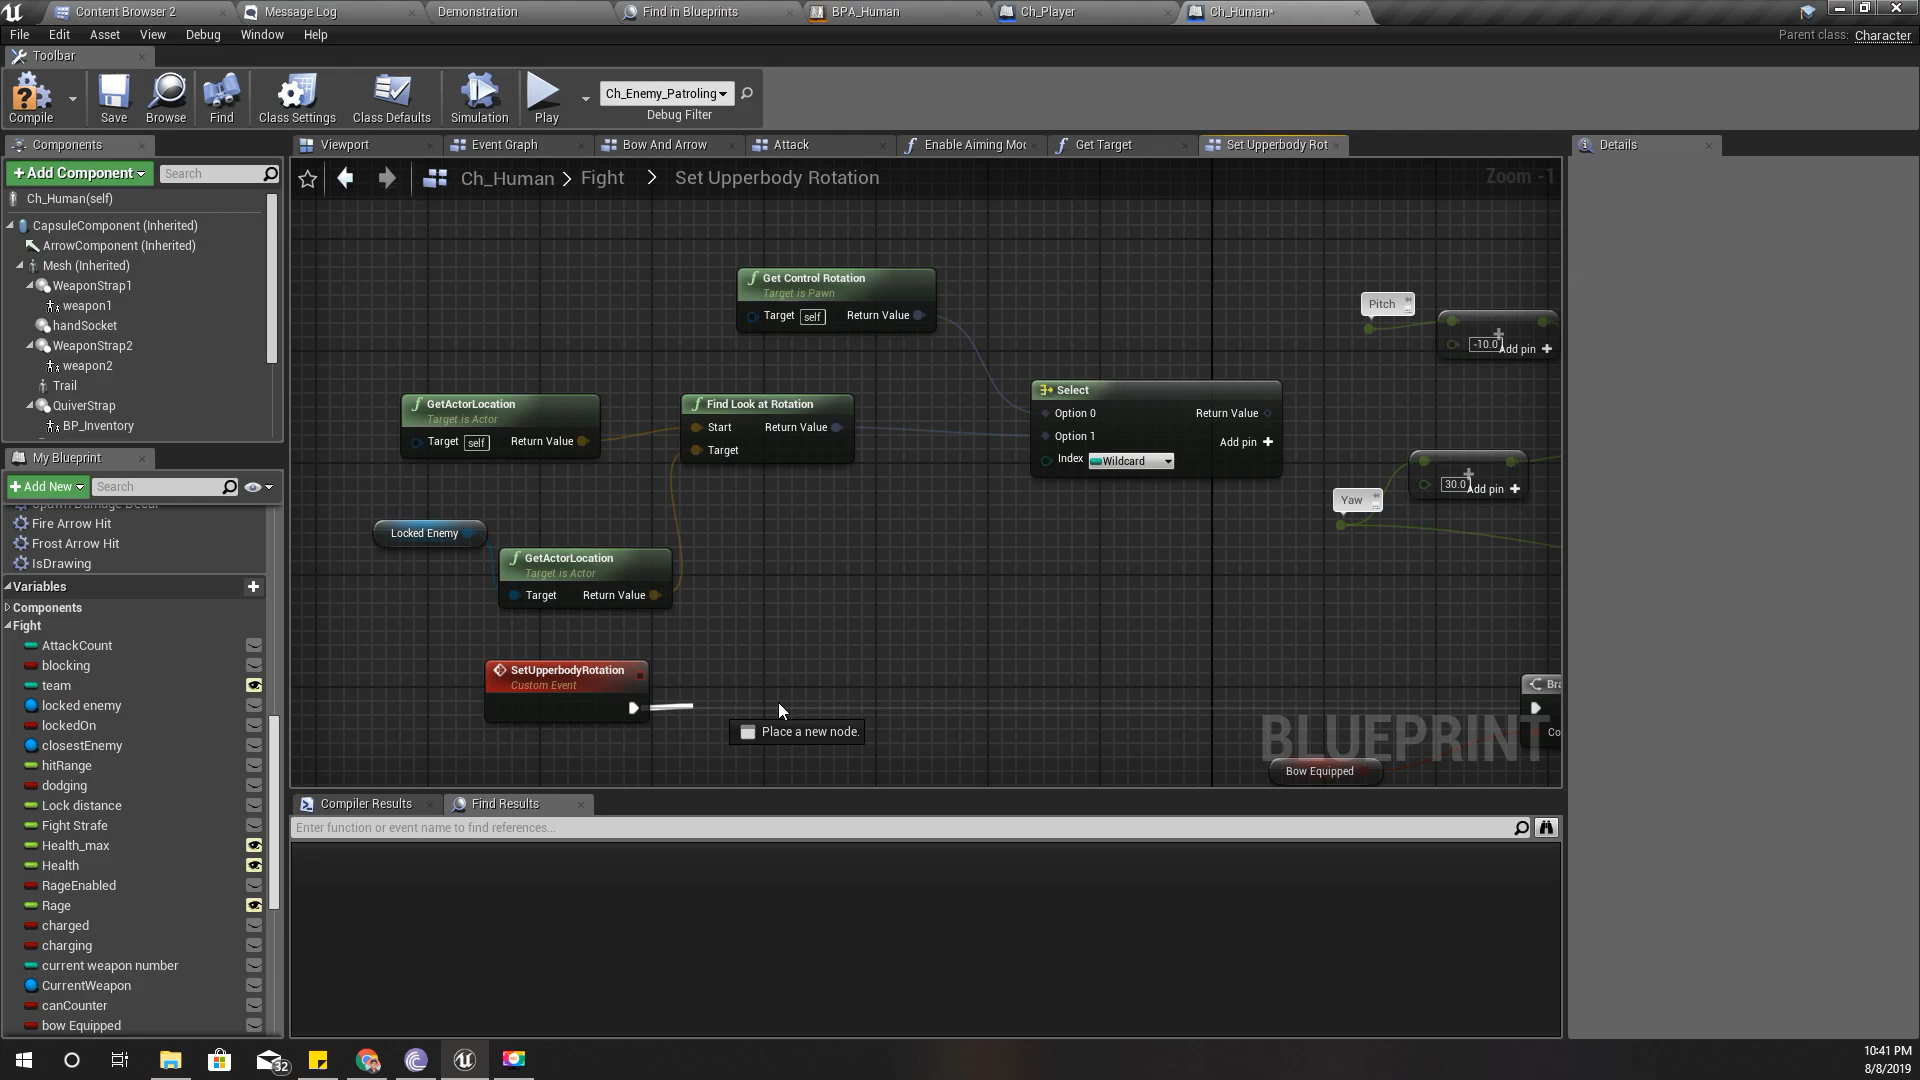 Content Browser 2
Message Log
Demonstration
Find in Blueprints
BPA_Human
Ch_Player
Ch_Human*
File Edit Asset View Debug Window Help
Parent class: Character
Toolbar
Compile
Save
Browse
Find
Class Settings
Class Defaults
Simulation
Play
Ch_Enemy_Patroling
Debug Filter
Components
Viewport
Event Graph
Bow And Arrow
Attack
Enable Aiming Moc
Get Target
Set Upperbody Rot
Details
+Add Component
Search
Ch_Human > Fight > Set Upperbody Rotation
Zoom -1
Ch_Human(self)
CapsuleComponent (Inherited)
ArrowComponent (Inherited)
Mesh (Inherited)
WeaponStrap1
weapon1
handSocket
WeaponStrap2
weapon2
Trail
QuiverStrap
BP_Inventory
My Blueprint
+Add New
Search
Fire Arrow Hit
Frost Arrow Hit
IsDrawing
Variables
Components
Fight
AttackCount
blocking
team
locked enemy
lockedOn
closestEnemy
hitRange
dodging
Lock distance
Fight Strafe
Health_max
Health
RageEnabled
Rage
charged
charging
current weapon number
CurrentWeapon
canCounter
bow Equipped
Get Control Rotation
Target is Pawn
Target self Return Value
Pitch
-10.0 Add pin +
GetActorLocation
Target is Actor
Target self Return Value
Find Look at Rotation
Start Return Value
Target
Select
Option 0 Return Value
Option 1
Add pin +
Index Wildcard
Yaw
30.0 Add pin +
Locked Enemy
GetActorLocation
Target is Actor
Target Return Value
SetUpperbodyRotation
Custom Event
Place a new node.
Bra
Co
BLUEPRINT
Bow Equipped
Compiler Results
Find Results
Enter function or event name to find references...
32
10:41 PM
8/8/2019